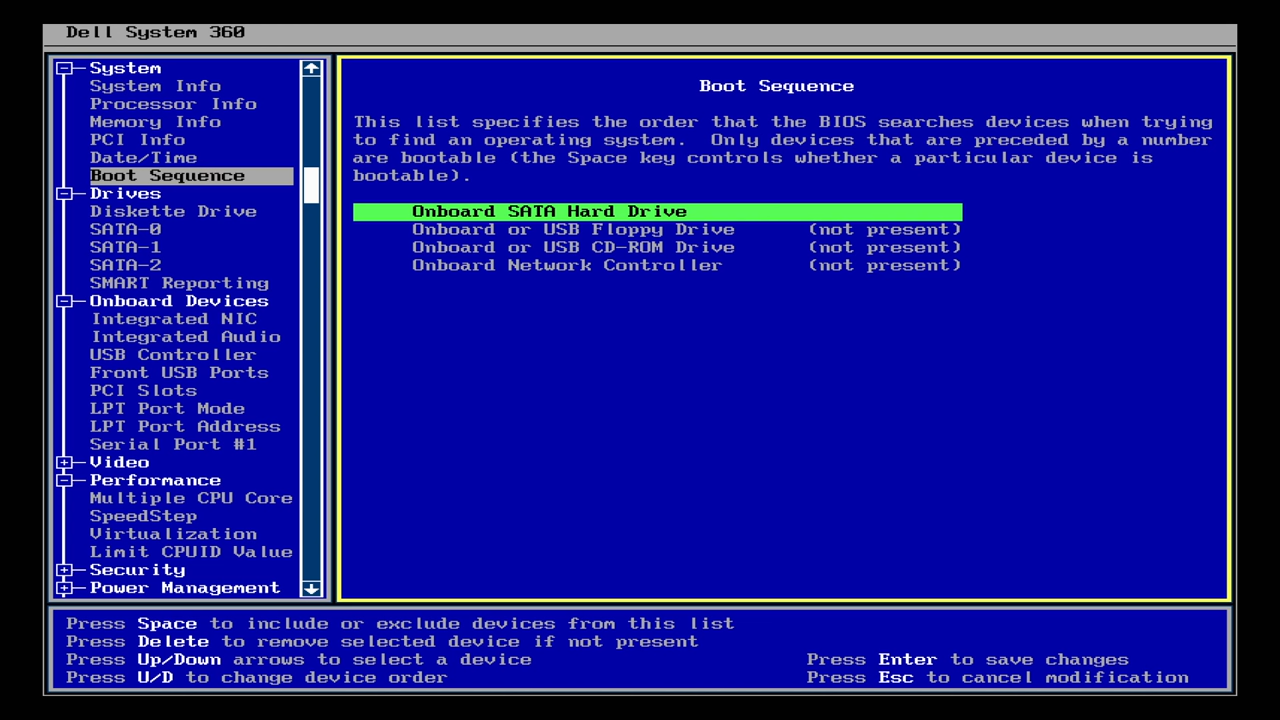 Dell System 360
System
System Info
Processor Info
Memory Info
PCI Info
Date/Time
Boot Sequence
Drives
Diskette Drive
SATA-0
SATA-1
SATA-2
SMART Reporting
Onboard Devices
Integrated NIC
Integrated Audio
USB Controller
Front USB Ports
PCI Slots
LPT Port Mode
LPT Port Address
Serial Port #1
Video
Performance
Multiple CPU Core
SpeedStep
Virtualization
Limit CPUID Value
Security
Power Management
Boot Sequence
This list specifies the order that the BIOS searches devices when trying
to find an operating system.  Only devices that are preceded by a number
are bootable (the Space key controls whether a particular device is
bootable).
Onboard SATA Hard Drive
Onboard or USB Floppy Drive (not present)
Onboard or USB CD-ROM Drive (not present)
Onboard Network Controller (not present)
Press Space to include or exclude devices from this list
Press Delete to remove selected device if not present
Press Up/Down arrows to select a device
Press U/D to change device order
Press Enter to save changes
Press Esc to cancel modification